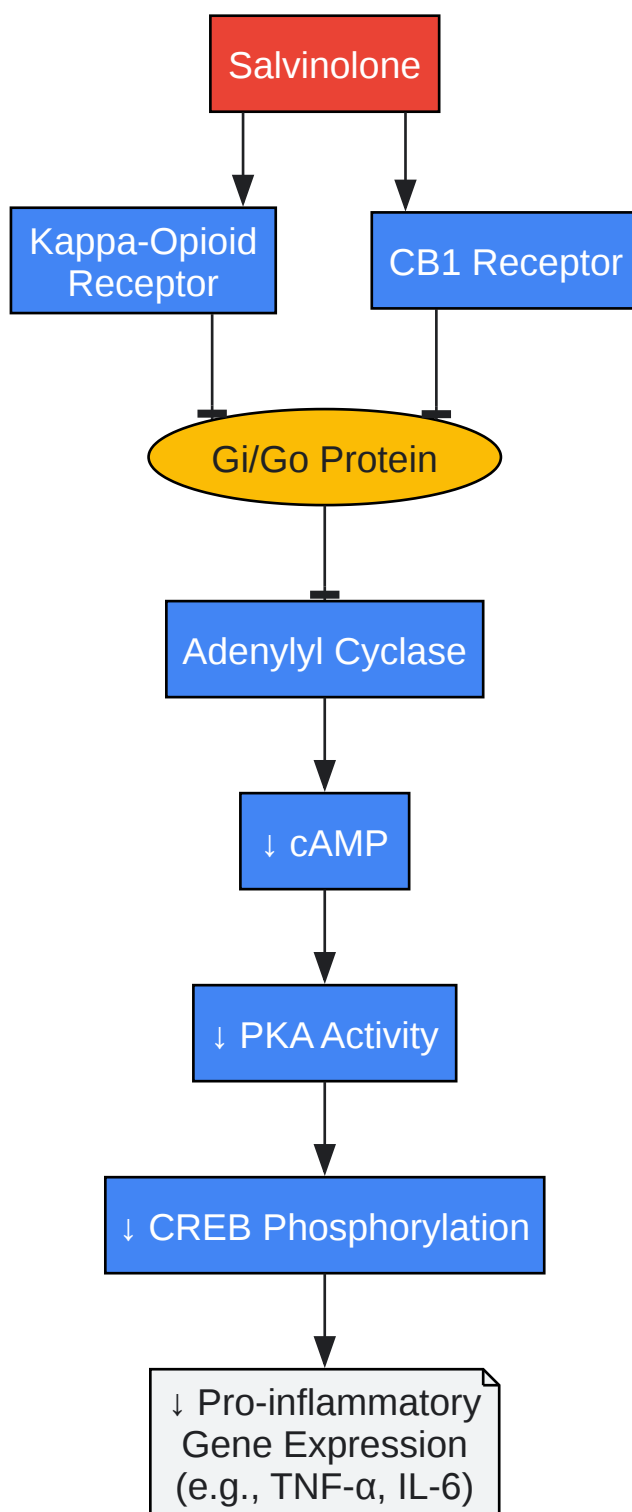 Salvinolone
Kappa-Opioid
Receptor
CB1 Receptor
Gi/Go Protein
Adenylyl Cyclase
↓ cAMP
↓ PKA Activity
↓ CREB Phosphorylation
↓ Pro-inflammatory
Gene Expression
(e.g., TNF-α, IL-6)